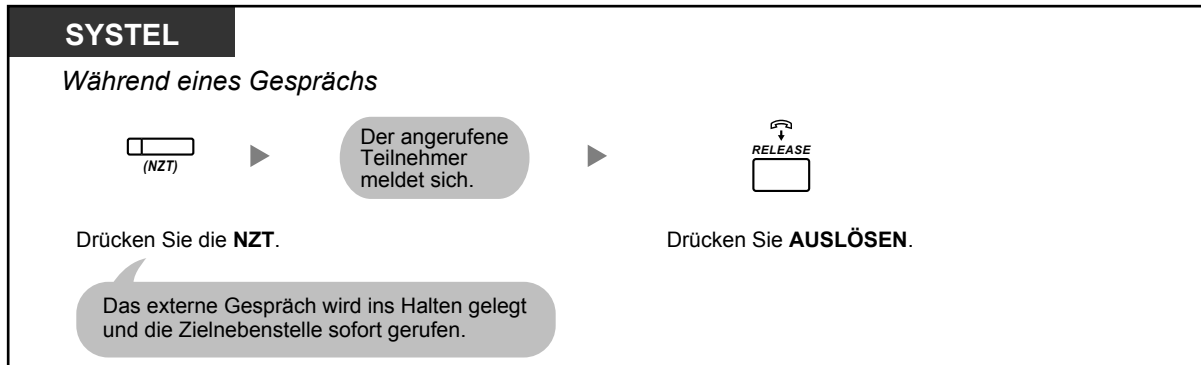 SYSTEL
Während eines Gesprächs
(NZT)
Der angerufene
Teilnehmer
meldet sich.
RELEASE
Drücken Sie die NZT.
Drücken Sie AUSLÖSEN.
Das externe Gespräch wird ins Halten gelegt
und die Zielnebenstelle sofort gerufen.